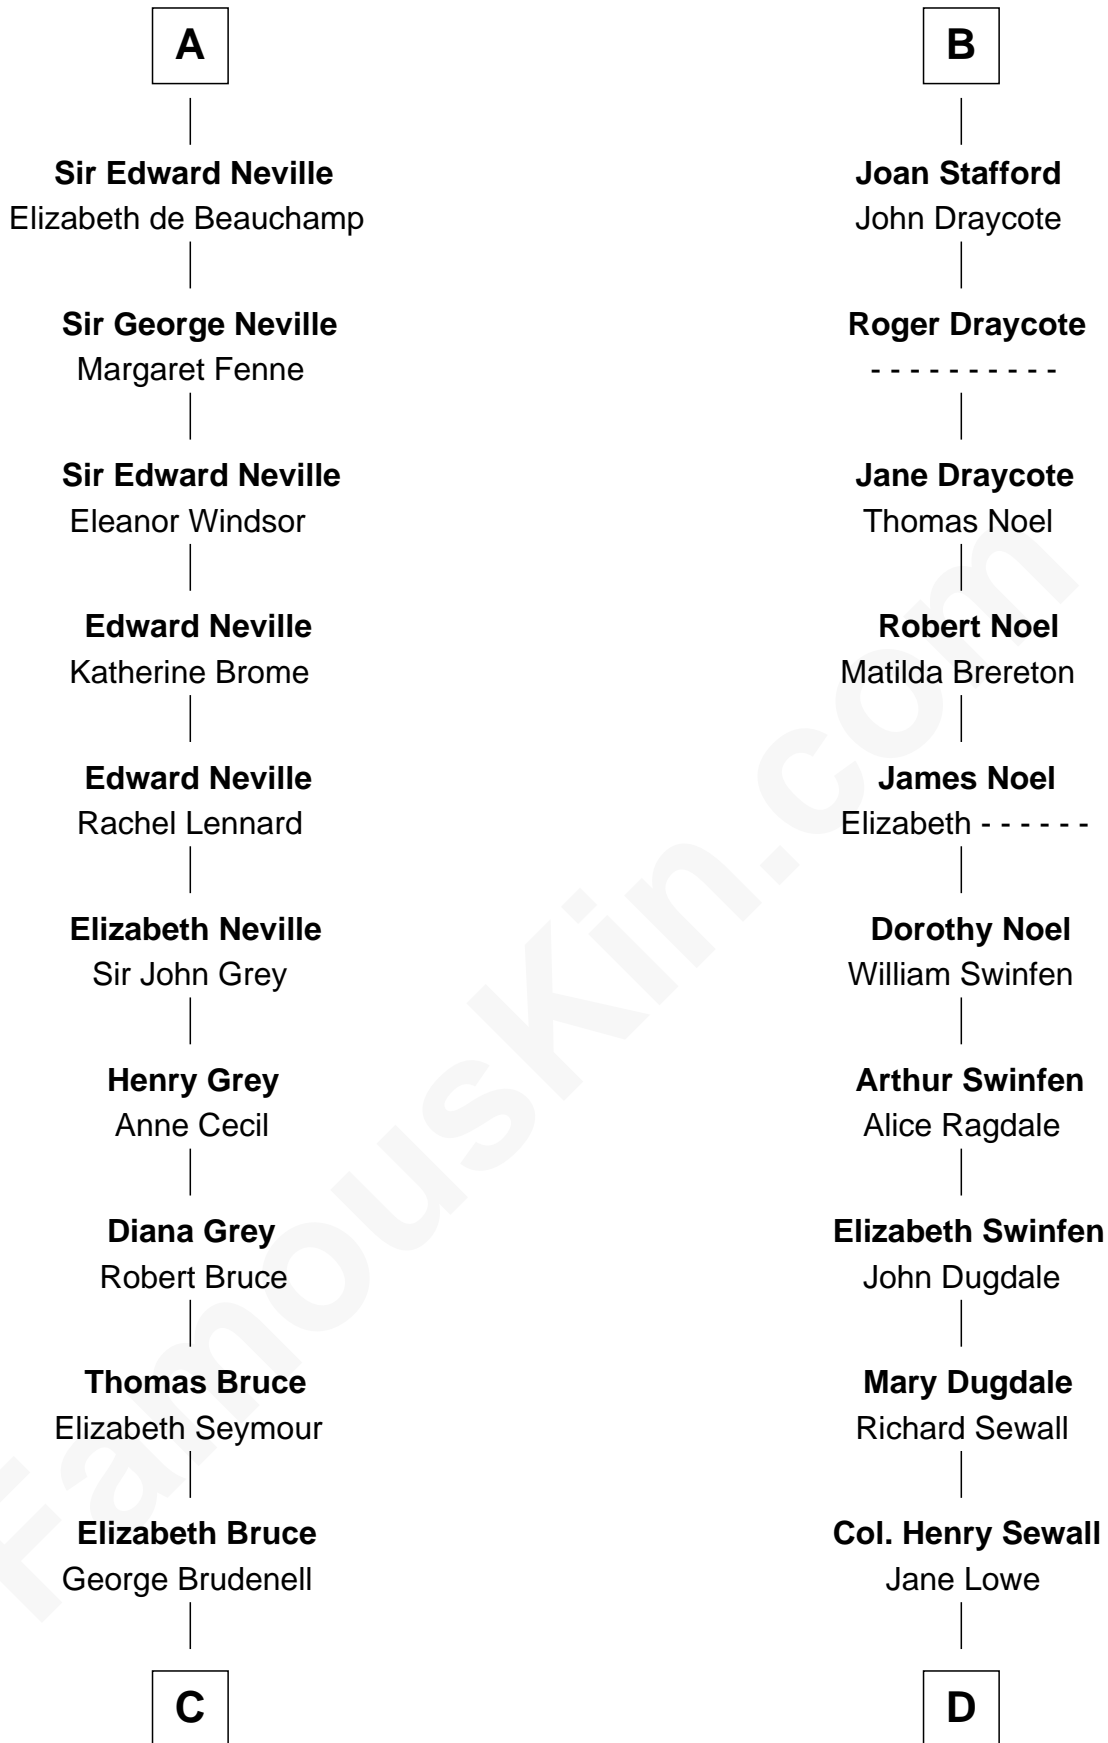 A
Sir Edward Neville
Elizabeth de Beauchamp
Sir George Neville
Margaret Fenne
Sir Edward Neville
Eleanor Windsor
Edward Neville
Katherine Brome
Edward Neville
Rachel Lennard
Elizabeth Neville
Sir John Grey
Henry Grey
Anne Cecil
Diana Grey
Robert Bruce
Thomas Bruce
Elizabeth Seymour
Elizabeth Bruce
George Brudenell
C
B
Joan Stafford
John Draycote
Roger Draycote
- - - - - - - - - -
Jane Draycote
Thomas Noel
Robert Noel
Matilda Brereton
James Noel
Elizabeth - - - - - -
Dorothy Noel
William Swinfen
Arthur Swinfen
Alice Ragdale
Elizabeth Swinfen
John Dugdale
Mary Dugdale
Richard Sewall
Col. Henry Sewall
Jane Lowe
D
FamousKin.com